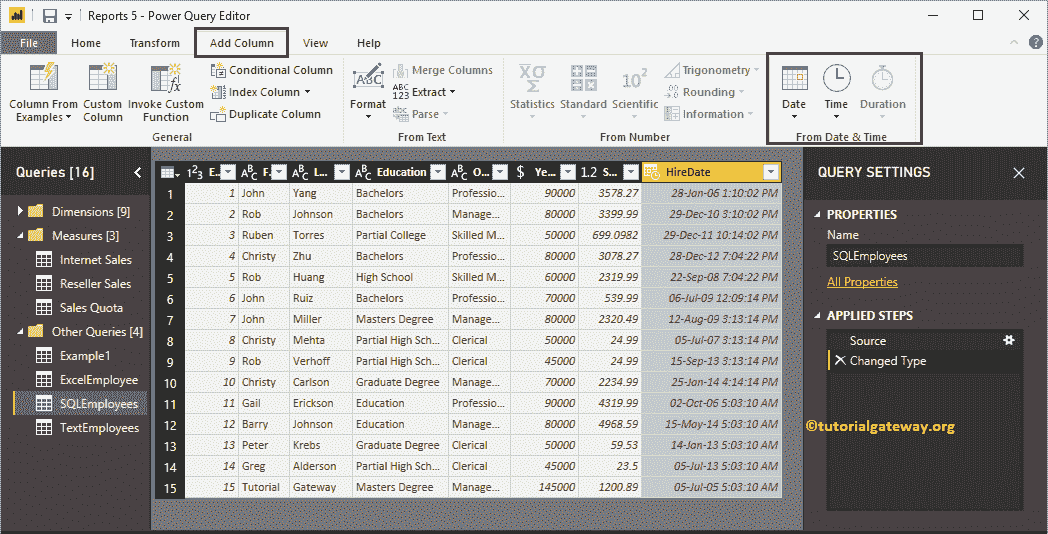 Reports 5 - Power Query Editor
File Home Transform Add Column View Help
Column From Examples
Custom Column
Invoke Custom Function
Conditional Column
Index Column
Duplicate Column
General
ABC
Format
Merge Columns
ABC 123 Extract
abc Parse
From Text
XΣσ
Statistics
Standard
10² Scientific
Trigonometry
Rounding
Information
From Number
Date
Time
Duration
From Date & Time
Queries [16]
Dimensions [9]
Measures [3]
Internet Sales
Reseller Sales
Sales Quota
Other Queries [4]
Example1
ExcelEmployee
SQLEmployees
TextEmployees
1²3 E... ABC F... ABC L... ABC Education ABC O... $ Ye... 1.2 S... HireDate
1 1 John Yang Bachelors Professio... 90000 3578.27 28-Jan-06 1:10:02 PM
2 2 Rob Johnson Bachelors Manage... 80000 3399.99 29-Dec-10 3:10:02 PM
3 3 Ruben Torres Partial College Skilled M... 50000 699.0982 29-Dec-11 10:14:02 PM
4 4 Christy Zhu Bachelors Professio... 80000 3078.27 28-Dec-12 7:04:22 PM
5 5 Rob Huang High School Skilled M... 60000 2319.99 22-Sep-08 7:04:22 PM
6 6 John Ruiz Bachelors Professio... 70000 539.99 06-Jul-09 12:09:14 PM
7 7 John Miller Masters Degree Manage... 80000 2320.49 12-Aug-09 3:13:14 PM
8 8 Christy Mehta Partial High Sch... Clerical 50000 24.99 05-Jul-07 3:13:14 PM
9 9 Rob Verhoff Partial High Sch... Clerical 45000 24.99 15-Sep-13 3:13:14 PM
10 10 Christy Carlson Graduate Degree Manage... 70000 2234.99 25-Jan-14 4:14:14 PM
11 11 Gail Erickson Education Professio... 90000 4319.99 02-Oct-06 5:03:10 AM
12 12 Barry Johnson Education Manage... 80000 4968.59 15-May-14 5:03:10 AM
13 13 Peter Krebs Graduate Degree Clerical 50000 59.53 14-Jan-13 5:03:10 AM
14 14 Greg Alderson Partial High Sch... Clerical 45000 23.5 05-Jul-13 5:03:10 AM
15 15 Tutorial Gateway Masters Degree Manage... 145000 1200.89 05-Jul-05 5:03:10 AM
QUERY SETTINGS
PROPERTIES
Name
SQLEmployees
All Properties
APPLIED STEPS
Source
Changed Type
©tutorialgateway.org